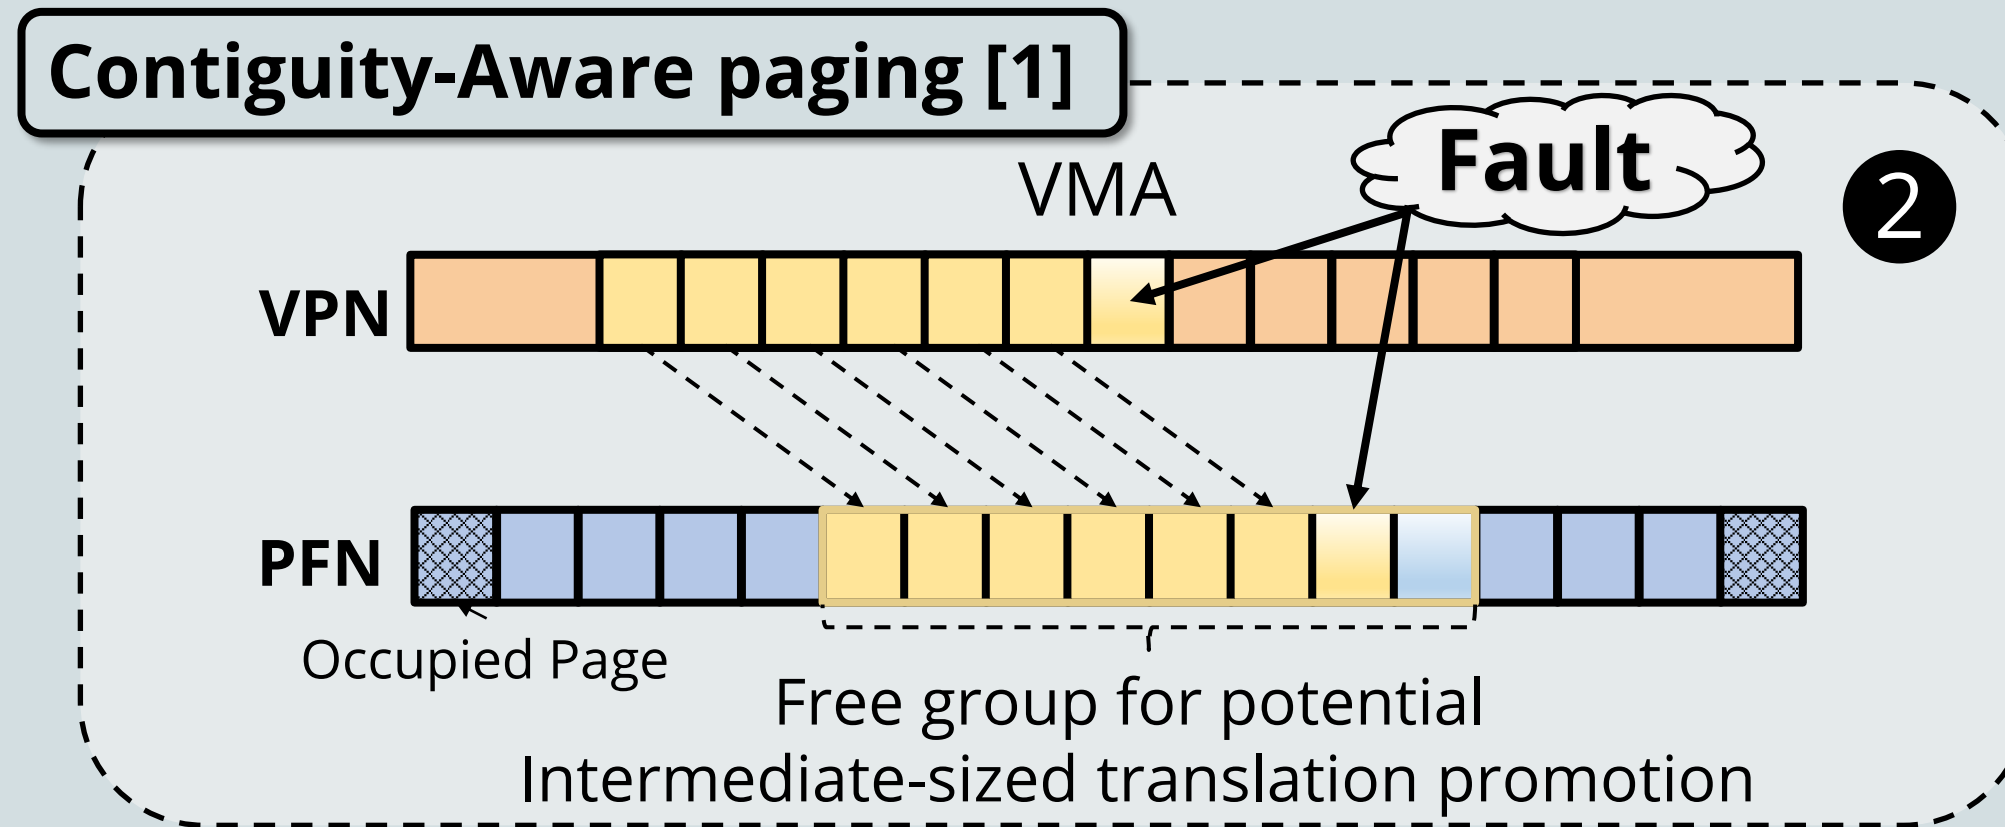 Contiguity-Aware paging [1]
Fault
VMA
2
VPN
PFN
Occupied Page
Free group for potential
Intermediate-sized translation promotion